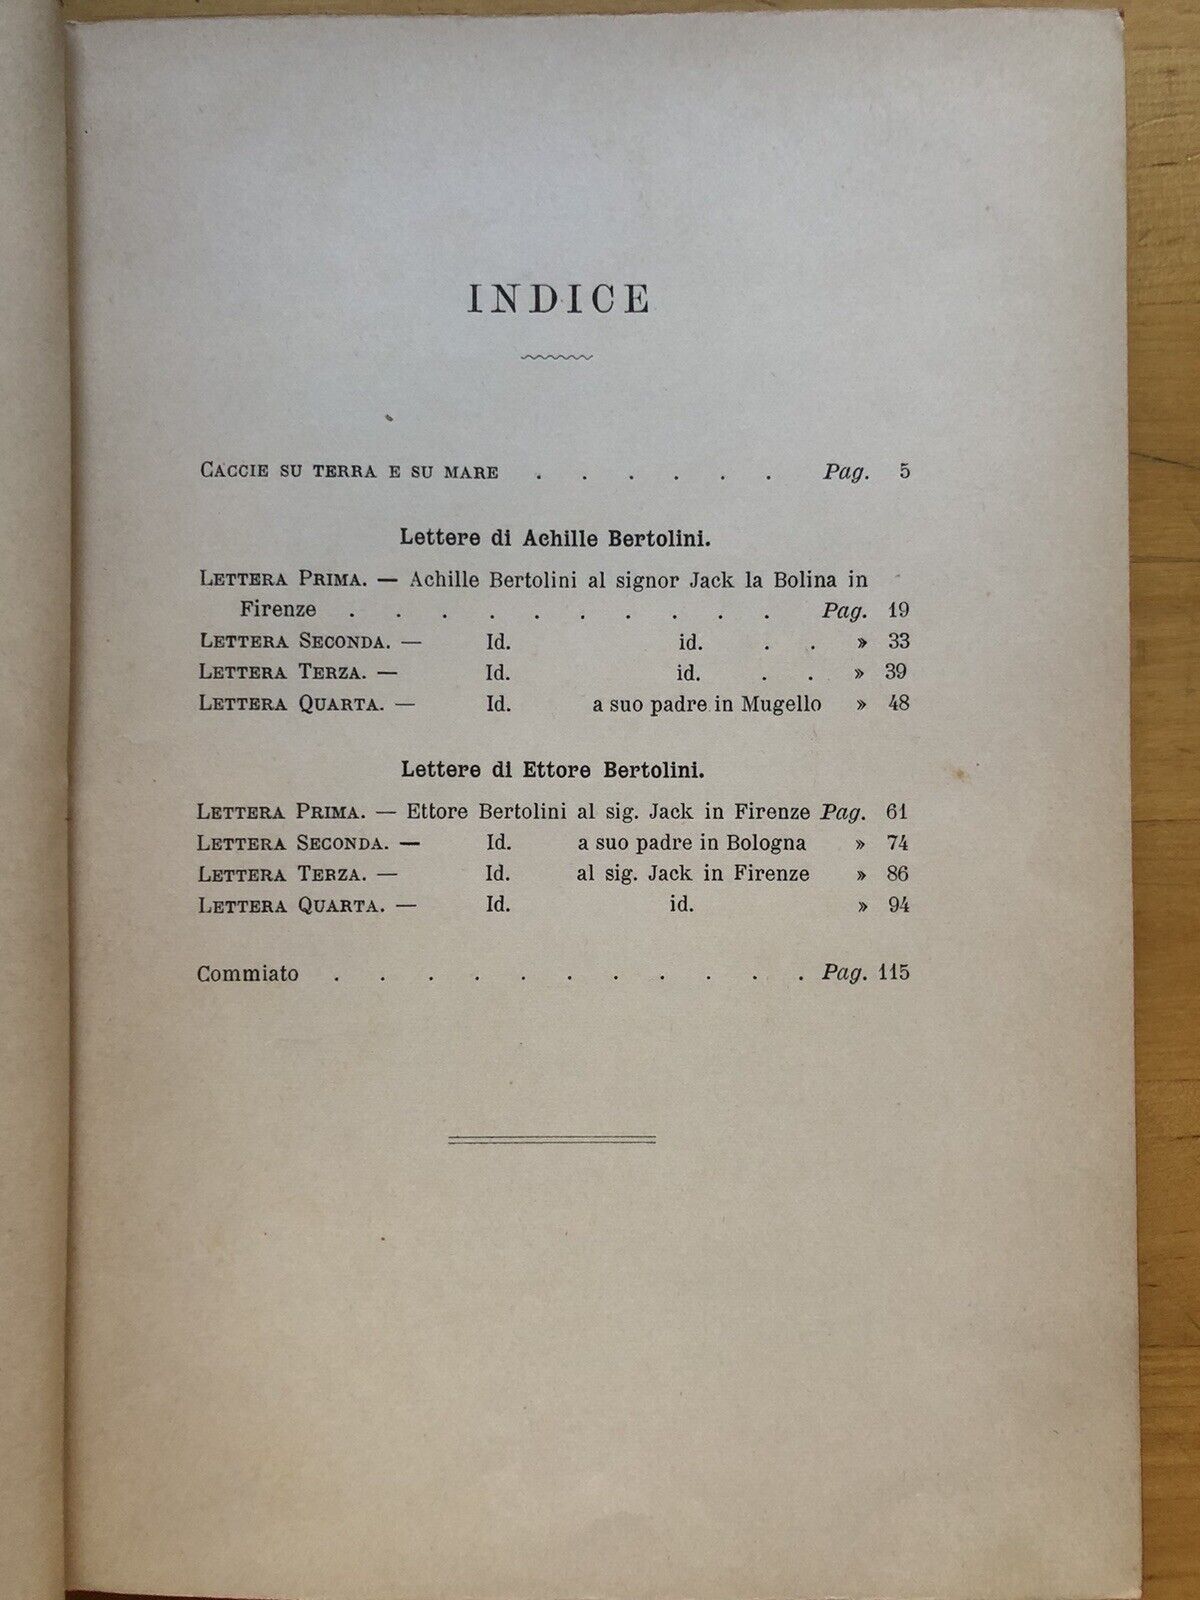 INDICE
CACCIE SU TERRA E SU MARE . . . . . . Pag. 5
Lettere di Achille Bertolini.
LETTERA PRIMA. — Achille Bertolini al signor Jack la Bolina in
Firenze . . . . . . . . . . Pag. 19
LETTERA SECONDA. — Id. id. . . » 33
LETTERA TERZA. — Id. id. . . » 39
LETTERA QUARTA. — Id. a suo padre in Mugello » 48
Lettere di Ettore Bertolini.
LETTERA PRIMA. — Ettore Bertolini al sig. Jack in Firenze Pag. 61
LETTERA SECONDA. — Id. a suo padre in Bologna » 74
LETTERA TERZA. — Id. al sig. Jack in Firenze » 86
LETTERA QUARTA. — Id. id. » 94
Commiato . . . . . . . . . . . Pag. 115